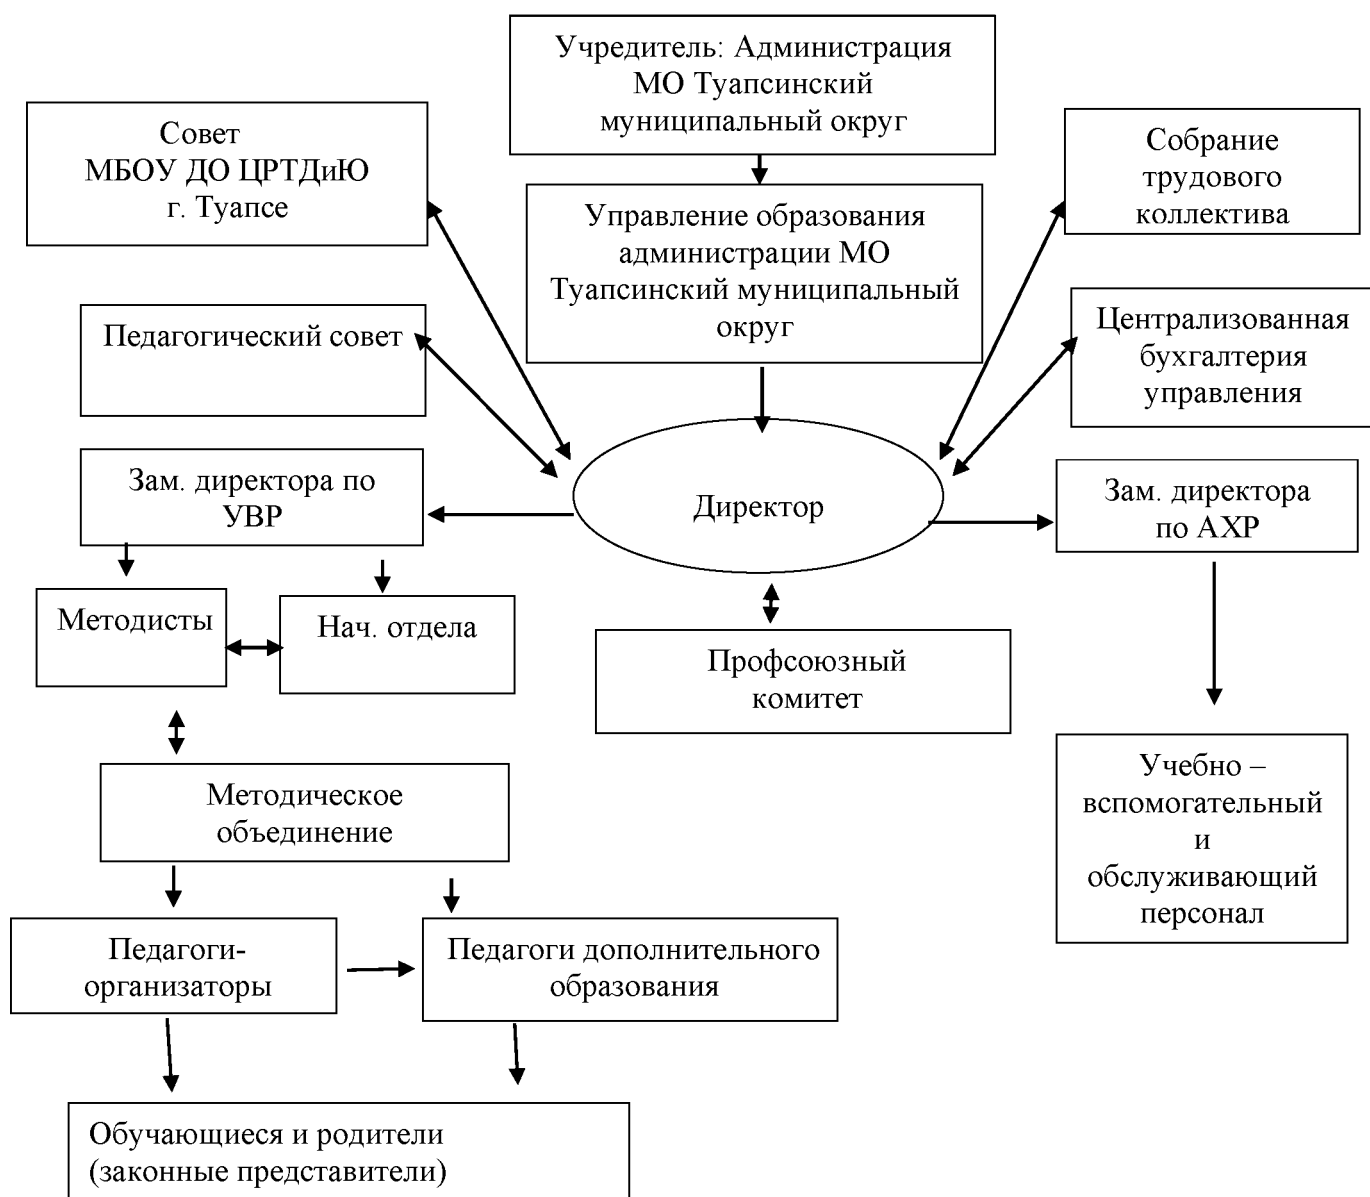 Учредитель: Администрация
МО Туапсинский
муниципальный округ
Совет
МБОУ ДО ЦРТДиЮ
г. Туапсе
Собрание
трудового
коллектива
Управление образования
администрации МО
Туапсинский муниципальный
округ
Педагогический совет
Централизованная
бухгалтерия
управления
Зам. директора по
УВР
Директор
Зам. директора
по АХР
Методисты
Нач. отдела
Профсоюзный
комитет
Методическое
объединение
Учебно –
вспомогательный
и
обслуживающий
персонал
Педагоги-
организаторы
Педагоги дополнительного
образования
Обучающиеся и родители
(законные представители)